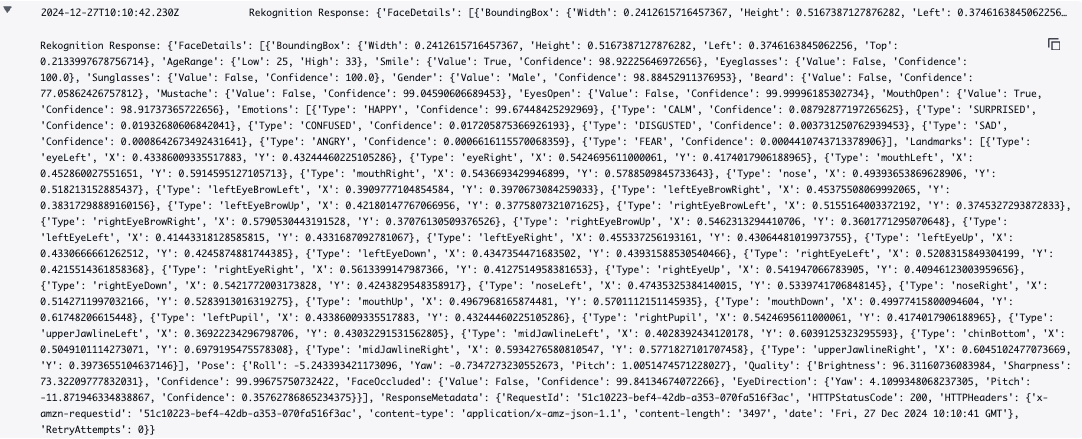 2024-12-27T10:10:42.230Z Rekognition Response: {'FaceDetails': [{'BoundingBox': {'Width': 0.2412615716457367, 'Height': 0.5167387127876282, 'Left': 0.3746163845062256…
Rekognition Response: {'FaceDetails': [{'BoundingBox': {'Width': 0.2412615716457367, 'Height': 0.5167387127876282, 'Left': 0.3746163845062256, 'Top':
0.2133997678756714}, 'AgeRange': {'Low': 25, 'High': 33}, 'Smile': {'Value': True, 'Confidence': 98.92225646972656}, 'Eyeglasses': {'Value': False, 'Confidence':
100.0}, 'Sunglasses': {'Value': False, 'Confidence': 100.0}, 'Gender': {'Value': 'Male', 'Confidence': 98.88452911376953}, 'Beard': {'Value': False, 'Confidence':
77.05862426757812}, 'Mustache': {'Value': False, 'Confidence': 99.04590606689453}, 'EyesOpen': {'Value': True, 'Confidence': 99.99996185302734}, 'MouthOpen': {'Value': True,
'Confidence': 98.91737365722656}, 'Emotions': [{'Type': 'HAPPY', 'Confidence': 99.67448425292969}, {'Type': 'CALM', 'Confidence': 0.08792877197265625}, {'Type': 'SURPRISED',
'Confidence': 0.01932680606842041}, {'Type': 'CONFUSED', 'Confidence': 0.017205875366926193}, {'Type': 'DISGUSTED', 'Confidence': 0.003731250762939453}, {'Type': 'SAD',
'Confidence': 0.0008642673492431641}, {'Type': 'ANGRY', 'Confidence': 0.0006616115570068359}, {'Type': 'FEAR', 'Confidence': 0.0004410743713378906}], 'Landmarks': [{'Type':
'eyeLeft', 'X': 0.43386009335517883, 'Y': 0.43244460225105286}, {'Type': 'eyeRight', 'X': 0.5424695611000061, 'Y': 0.4174017906188965}, {'Type': 'mouthLeft', 'X':
0.452860027551651, 'Y': 0.5914595127105713}, {'Type': 'mouthRight', 'X': 0.5436693429946899, 'Y': 0.5788509845733643}, {'Type': 'nose', 'X': 0.49393653869628906, 'Y':
0.518213152885437}, {'Type': 'leftEyeBrowLeft', 'X': 0.3909777104854584, 'Y': 0.3970673084259033}, {'Type': 'leftEyeBrowRight', 'X': 0.45375508069992065, 'Y':
0.38317298889160156}, {'Type': 'leftEyeBrowUp', 'X': 0.42180147767066956, 'Y': 0.3775807321071625}, {'Type': 'rightEyeBrowLeft', 'X': 0.5155164003372192, 'Y': 0.3745327293872833},
{'Type': 'rightEyeBrowRight', 'X': 0.5790530443191528, 'Y': 0.37076130509376526}, {'Type': 'rightEyeBrowUp', 'X': 0.5462313294410706, 'Y': 0.3601771295070648}, {'Type':
'leftEyeLeft', 'X': 0.41443318128585815, 'Y': 0.4331687092781067}, {'Type': 'leftEyeRight', 'X': 0.455337256193161, 'Y': 0.43064481019973755}, {'Type': 'leftEyeUp', 'X':
0.4330666661262512, 'Y': 0.4245874881744385}, {'Type': 'leftEyeDown', 'X': 0.4347354471683502, 'Y': 0.43931588530540466}, {'Type': 'rightEyeLeft', 'X': 0.5208315849304199, 'Y':
0.4215514361858368}, {'Type': 'rightEyeRight', 'X': 0.5613399147987366, 'Y': 0.4127514958381653}, {'Type': 'rightEyeUp', 'X': 0.541947066783905, 'Y': 0.40946123003959656},
{'Type': 'rightEyeDown', 'X': 0.5421772003173828, 'Y': 0.4243829548358917}, {'Type': 'noseLeft', 'X': 0.47435325384140015, 'Y': 0.5339741706848145}, {'Type': 'noseRight', 'X':
0.5142711997032166, 'Y': 0.5283913016319275}, {'Type': 'mouthUp', 'X': 0.4967968165874481, 'Y': 0.5701112151145935}, {'Type': 'mouthDown', 'X': 0.49977415800094604, 'Y':
0.61748206615448}, {'Type': 'leftPupil', 'X': 0.43386009335517883, 'Y': 0.43244460225105286}, {'Type': 'rightPupil', 'X': 0.5424695611000061, 'Y': 0.4174017906188965}, {'Type':
'upperJawlineLeft', 'X': 0.36922234296798706, 'Y': 0.43032291531562805}, {'Type': 'midJawlineLeft', 'X': 0.4028392434120178, 'Y': 0.6039125323295593}, {'Type': 'chinBottom', 'X':
0.5049101114273071, 'Y': 0.6979195475578308}, {'Type': 'midJawlineRight', 'X': 0.5934276580810547, 'Y': 0.5771827101707458}, {'Type': 'upperJawlineRight', 'X': 0.6045102477073669,
'Y': 0.3973655104637146}], 'Pose': {'Roll': -5.243393421173096, 'Yaw': -0.7347273230552673, 'Pitch': 1.0051474571228027}, 'Quality': {'Brightness': 96.31160736083984, 'Sharpness':
73.32209777832031}, 'Confidence': 99.99675750732422, 'FaceOccluded': {'Value': False, 'Confidence': 99.84134674072266}, 'EyeDirection': {'Yaw': 4.1099348068237305, 'Pitch':
-11.871946334838867, 'Confidence': 0.35762786865234375}}], 'ResponseMetadata': {'RequestId': '51c10223-bef4-42db-a353-070fa516f3ac', 'HTTPStatusCode': 200, 'HTTPHeaders': {'x-
amzn-requestid': '51c10223-bef4-42db-a353-070fa516f3ac', 'content-type': 'application/x-amz-json-1.1', 'content-length': '3497', 'date': 'Fri, 27 Dec 2024 10:10:41 GMT'},
'RetryAttempts': 0}}